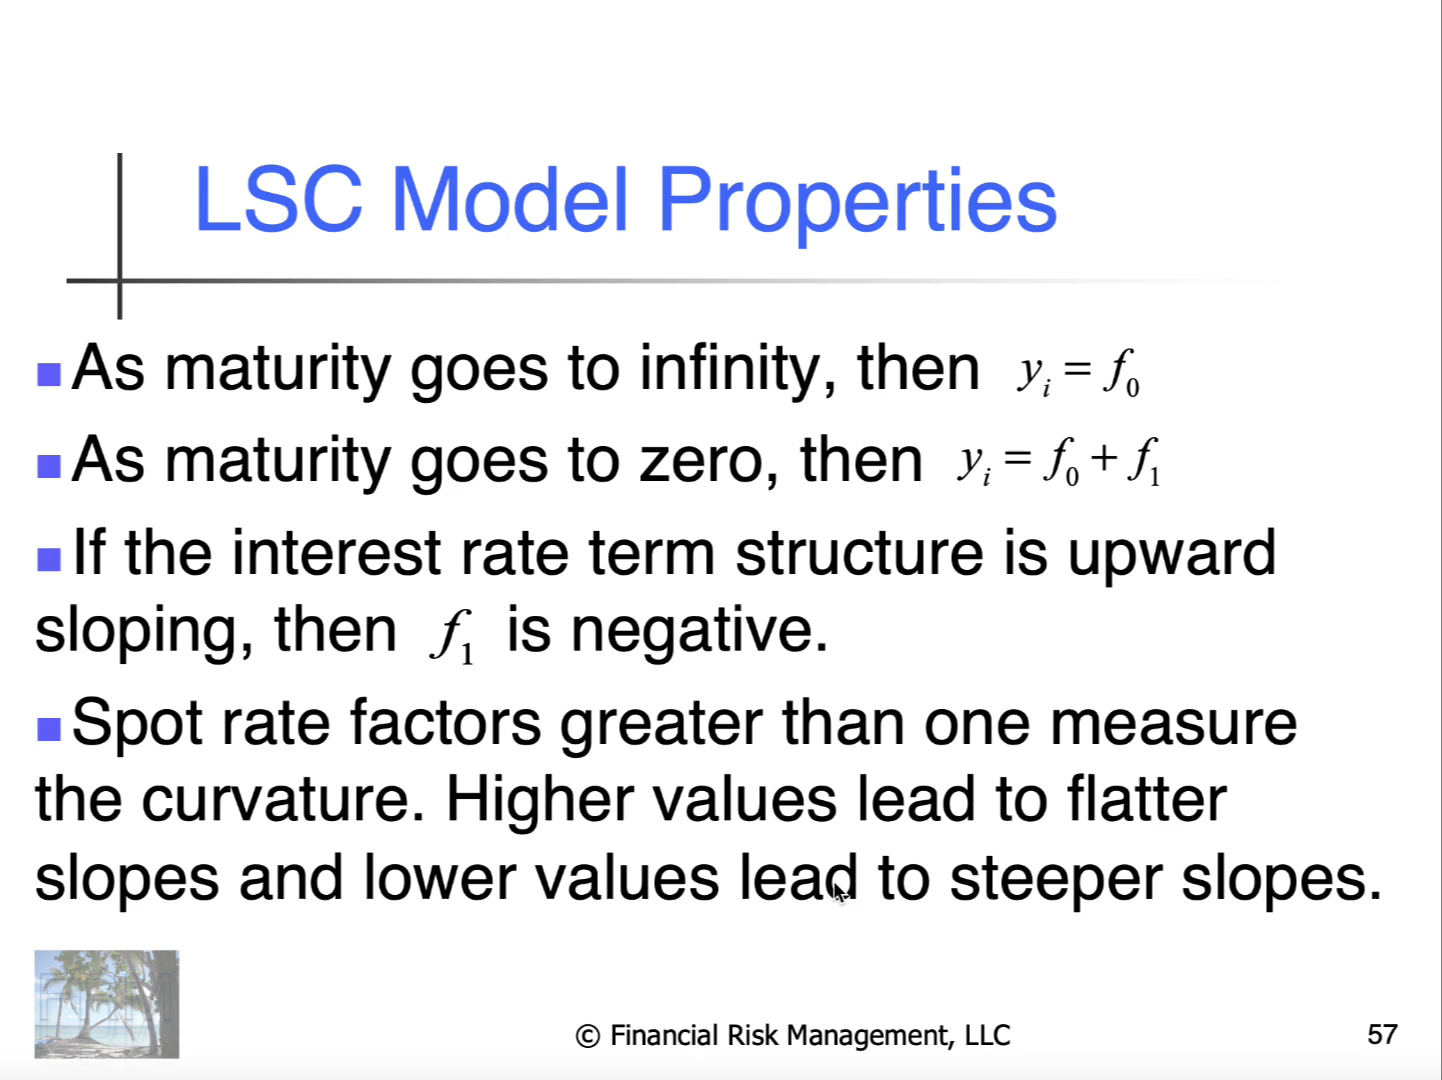 LSC Model Properties
As maturity goes to infinity, then y_i = f_0
As maturity goes to zero, then y_i = f_0 + f_1
If the interest rate term structure is upward
sloping, then f_1 is negative.
Spot rate factors greater than one measure
the curvature. Higher values lead to flatter
slopes and lower values lead to steeper slopes.
© Financial Risk Management, LLC
57